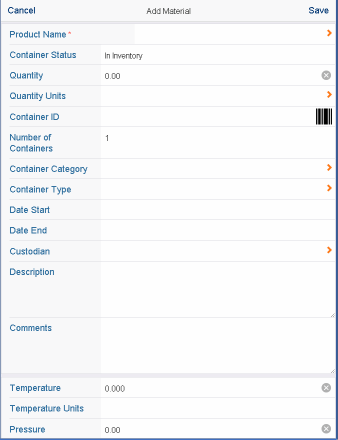 Cancel Add Material Save
Product Name *
Container Status In Inventory
Quantity 0.00
Quantity Units
Container ID
Number of 1
Containers
Container Category
Container Type
Date Start
Date End
Custodian
Description
Comments
Temperature 0.000
Temperature Units
Pressure 0.00